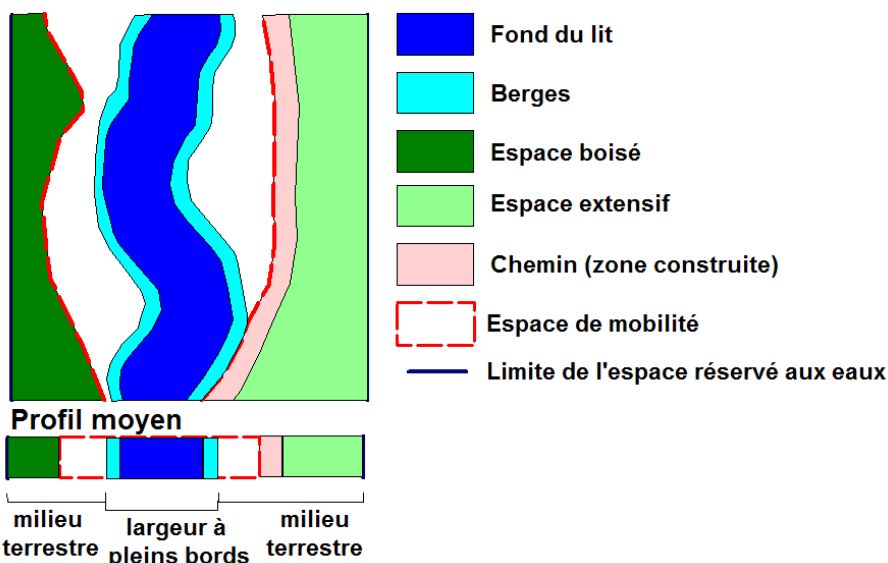 Fond du lit
Berges
Espace boisé
Espace extensif
Chemin (zone construite)
Espace de mobilité
Limite de l'espace réservé aux eaux
Profil moyen
milieu
terrestre
largeur à
pleins bords
milieu
terrestre